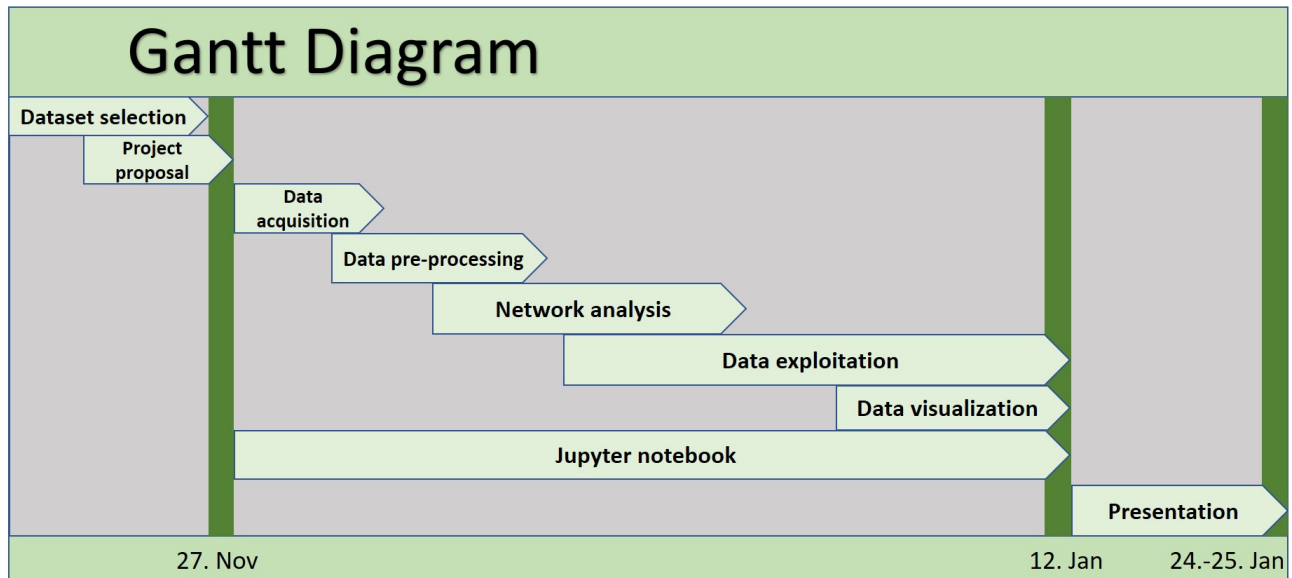 Gantt Diagram
Dataset selection
Project
proposal
Data
acquisition
Data pre-processing
Network analysis
Data exploitation
Data visualization
Jupyter notebook
Presentation
27. Nov
12. Jan
24.-25. Jan